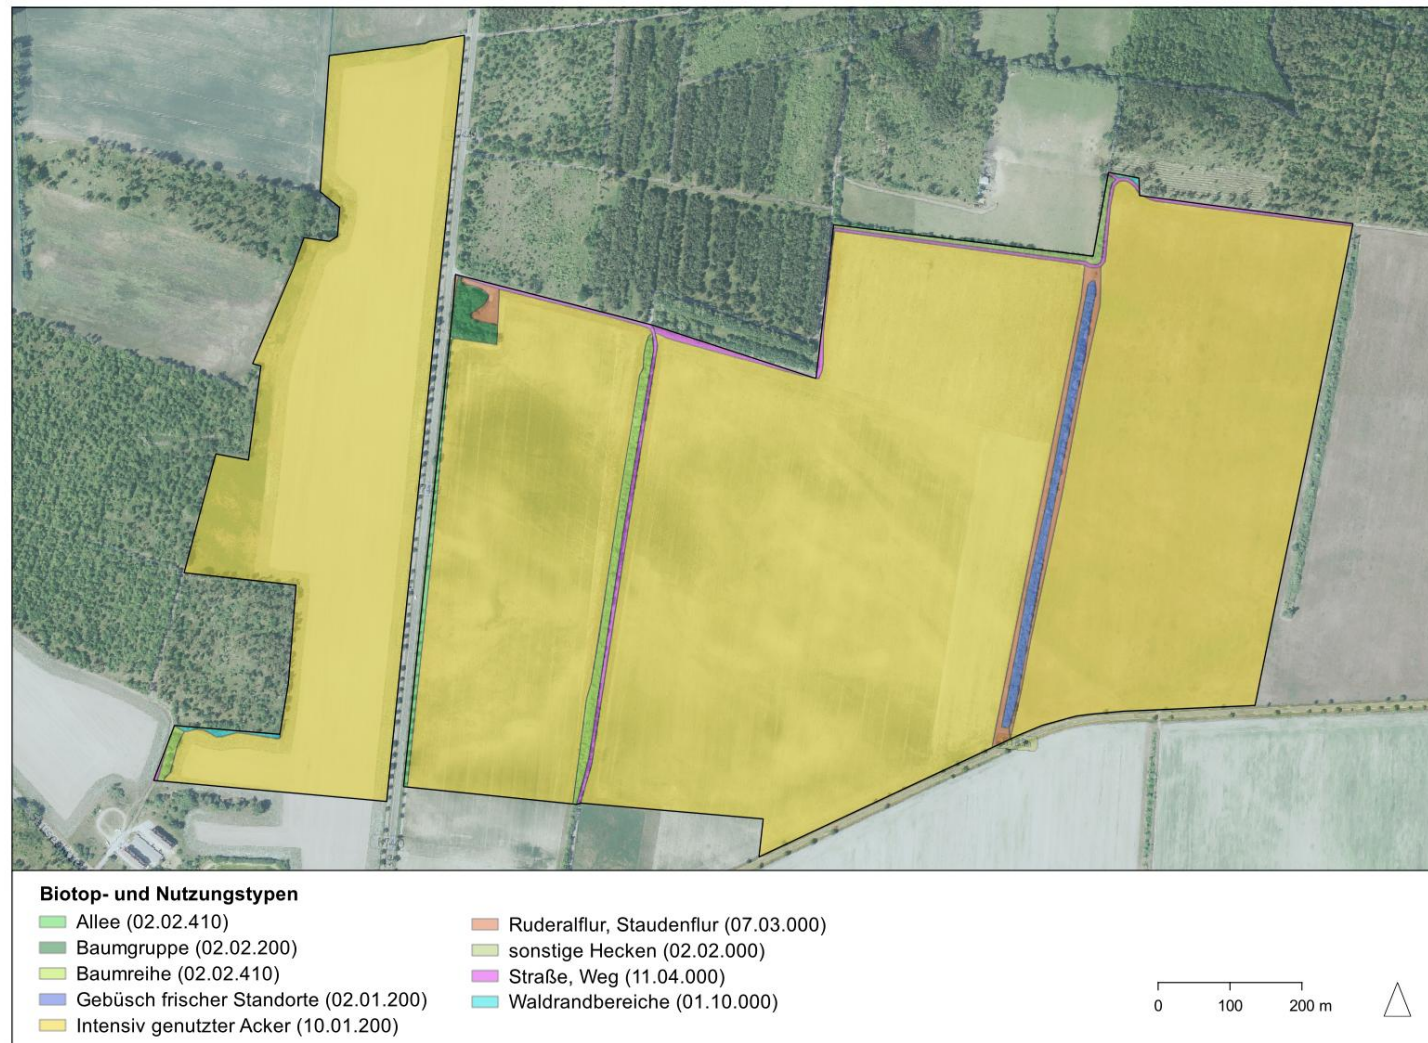 Biotop- und Nutzungstypen
Allee (02.02.410)
Baumgruppe (02.02.200)
Baumreihe (02.02.410)
Gebüsch frischer Standorte (02.01.200)
Intensiv genutzter Acker (10.01.200)
Ruderalflur, Staudenflur (07.03.000)
sonstige Hecken (02.02.000)
Straße, Weg (11.04.000)
Waldrandbereiche (01.10.000)
0 100 200 m